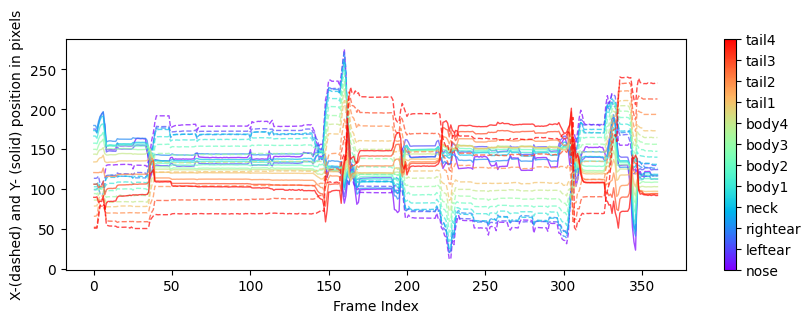 X-(dashed) and Y- (solid) position in pixels
250
200
150
100
50
0
0 50 100 150 200 250 300 350
Frame Index
tail4
tail3
tail2
tail1
body4
body3
body2
body1
neck
rightear
leftear
nose